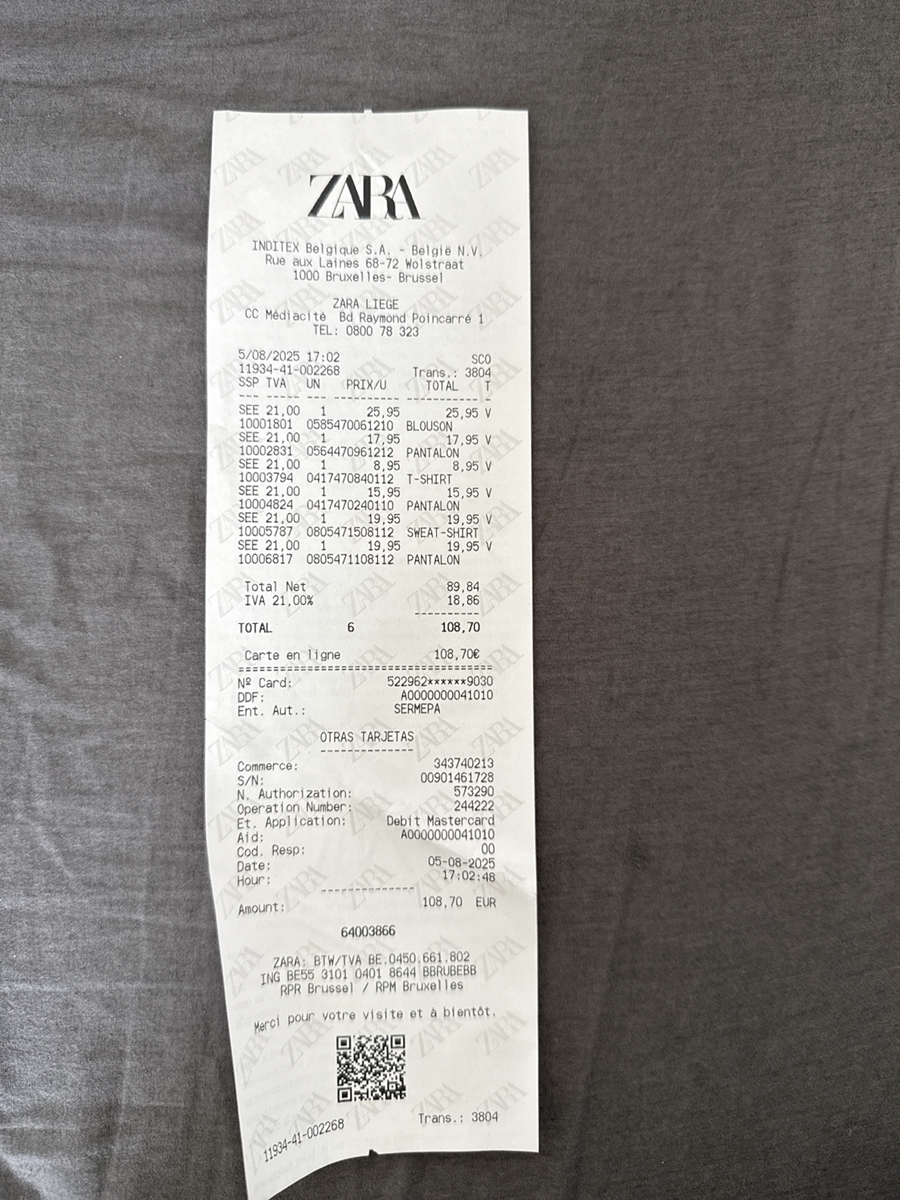 ZARA
INDITEX Belgique S.A. - België N.V.
Rue aux Laines 68-72 Wolstraat
1000 Bruxelles- Brussel
ZARA LIEGE
CC Médiacité Bd Raymond Poincarré 1
TEL: 0800 78 323
5/08/2025 17:02 SCO
11934-41-002268 Trans.: 3804
SSP TVA UN PRIX/U TOTAL T
--- ----- --- ---------- ----------- -
SEE 21,00 1 25,95 25,95 V
10001801 0585470061210 BLOUSON
SEE 21,00 1 17,95 17,95 V
10002831 0564470961212 PANTALON
SEE 21,00 1 8,95 8,95 V
10003794 0417470840112 T-SHIRT
SEE 21,00 1 15,95 15,95 V
10004824 0417470240110 PANTALON
SEE 21,00 1 19,95 19,95 V
10005787 0805471508112 SWEAT-SHIRT
SEE 21,00 1 19,95 19,95 V
10006817 0805471108112 PANTALON
Total Net 89,84
IVA 21,00% 18,86
-----------
TOTAL 6 108,70
Carte en ligne 108,70€
=========================================
Nº Card: 522962******9030
DDF: A0000000041010
Ent. Aut.: SERMEPA
OTRAS TARJETAS
--------------
Commerce: 343740213
S/N: 00901461728
N. Authorization: 573290
Operation Number: 244222
Et. Application: Debit Mastercard
Aid: A0000000041010
Cod. Resp: 00
Date: 05-08-2025
Hour: 17:02:48
--------------
Amount: 108,70 EUR
64003866
ZARA: BTW/TVA BE.0450.661.802
ING BE55 3101 0401 8644 BBRUBEBB
RPR Brussel / RPM Bruxelles
Merci pour votre visite et à bientôt.
11934-41-002268 Trans.: 3804